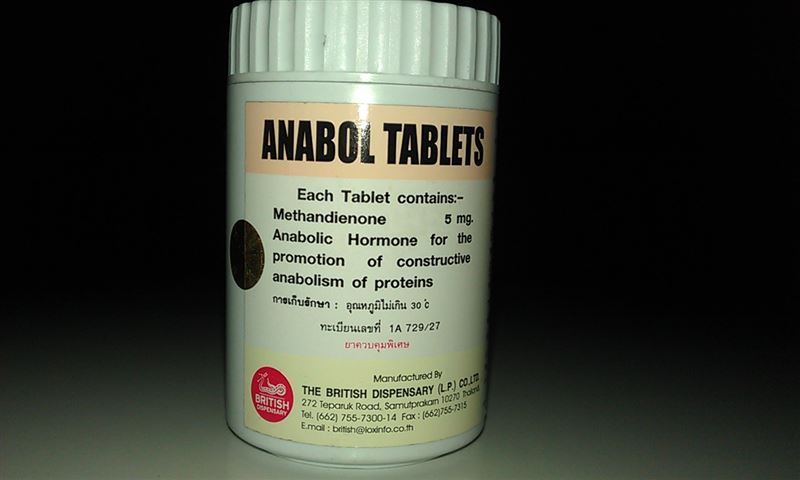 ANABOL TABLETS
Each Tablet contains:-
Methandienone 5 mg.
Anabolic Hormone for the
promotion of constructive
anabolism of proteins
การเก็บรักษา : อุณหภูมิไม่เกิน 30 ̊c
ทะเบียนเลขที่ 1A 729/27
ยาควบคุมพิเศษ
Manufactured By
THE BRITISH DISPENSARY (L.P.) CO.,LTD.
272 Teparuk Road, Samutprakarn 10270 Thailand.
Tel. (662) 755-7300-14 Fax : (662)755-7315
E.mail : british@loxinfo.co.th
BRITISH
DISPENSARY